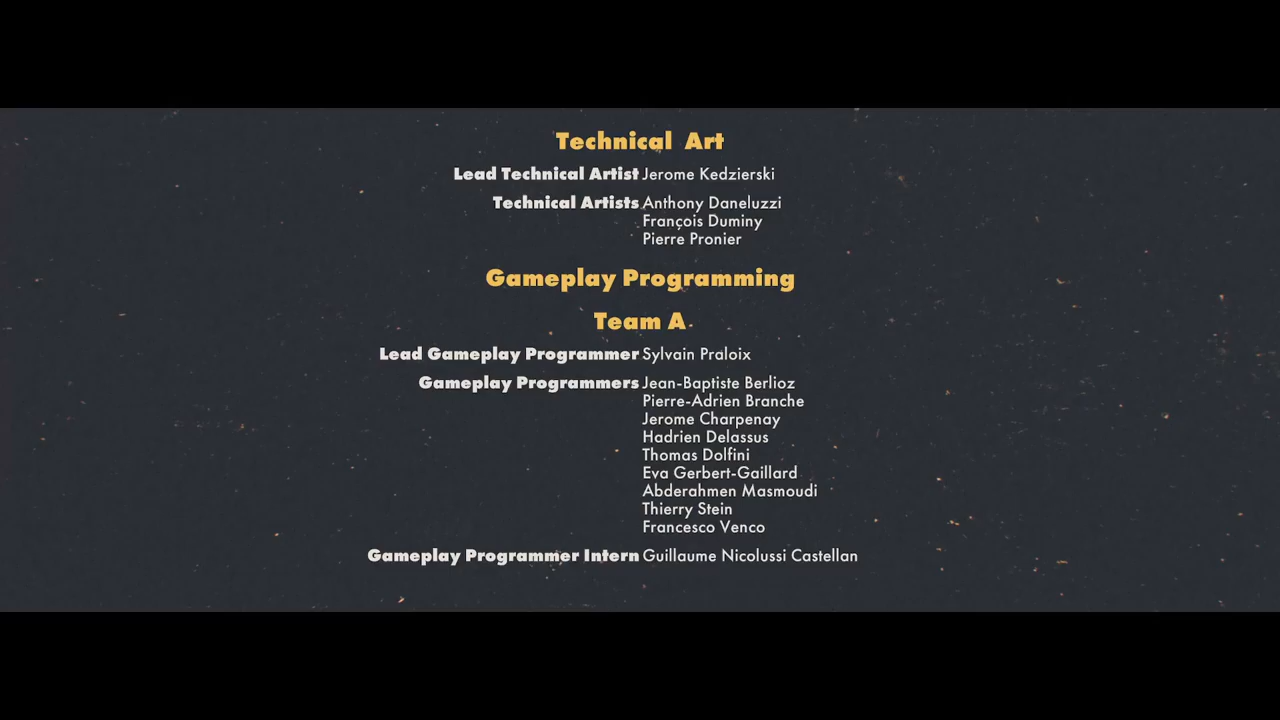 Technical Art
Lead Technical Artist Jerome Kedzierski
Technical Artists Anthony Daneluzzi
François Duminy
Pierre Pronier
Gameplay Programming
Team A
Lead Gameplay Programmer Sylvain Praloix
Gameplay Programmers Jean-Baptiste Berlioz
Pierre-Adrien Branche
Jerome Charpenay
Hadrien Delassus
Thomas Dolfini
Eva Gerbert-Gaillard
Abderahmen Masmoudi
Thierry Stein
Francesco Venco
Gameplay Programmer Intern Guillaume Nicolussi Castellan